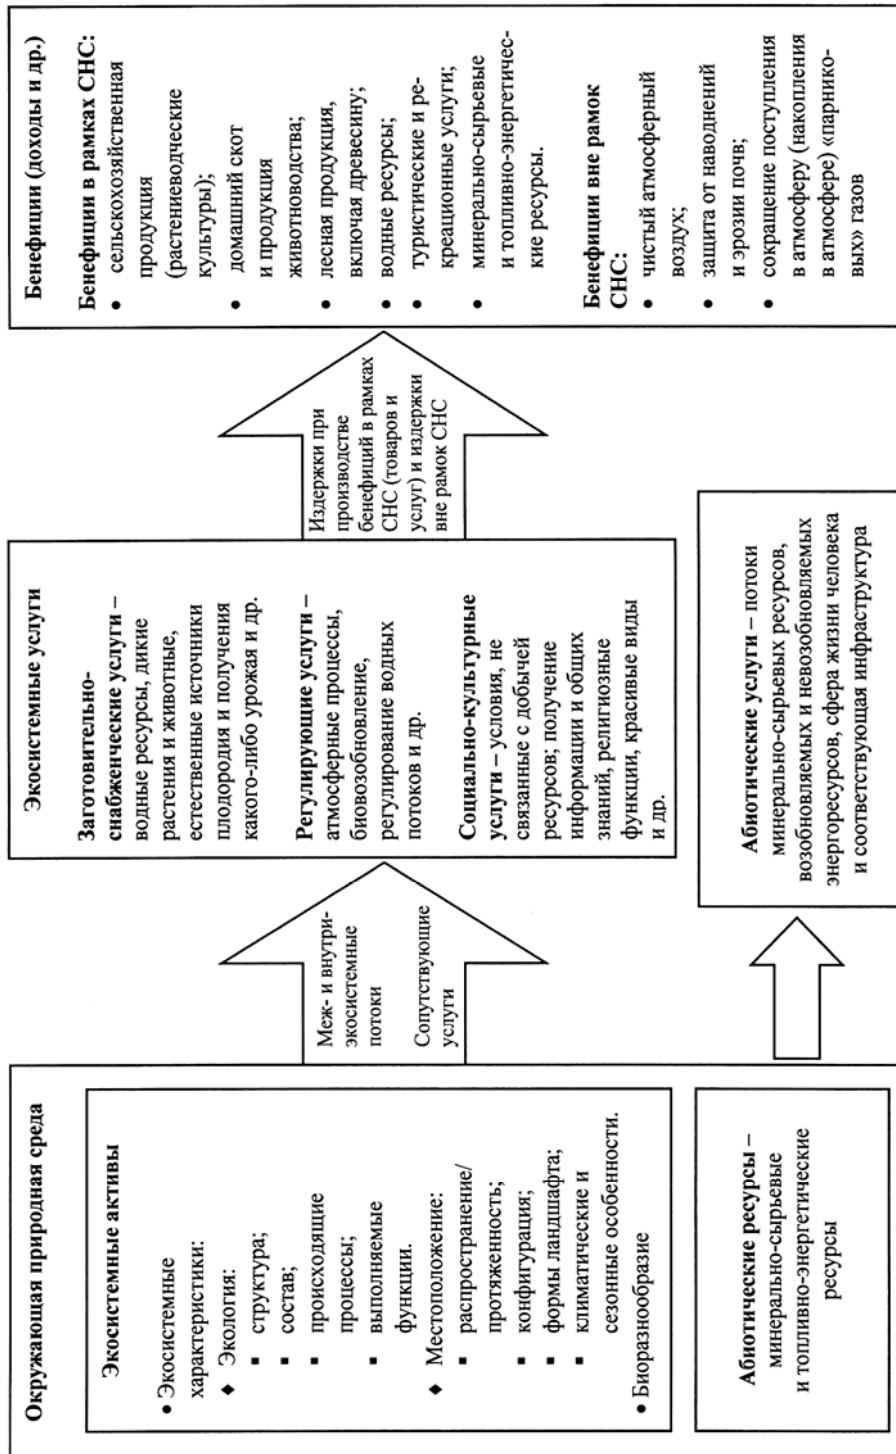 Окружающая природная среда
Экосистемные активы
● Экосистемные
характеристики:
♦ Экология:
■ структура;
■ состав;
■ происходящие
процессы;
■ выполняемые
функции.
♦ Местоположение:
■ распространение/
протяженность;
■ конфигурация;
■ формы ландшафта;
■ климатические и
сезонные особенности.
● Биоразнообразие
Абиотические ресурсы –
минерально-сырьевые
и топливно-энергетические
ресурсы
Меж- и внутри-
экосистемные
потоки
Сопутствующие
услуги
Экосистемные услуги
Заготовительно-
снабженческие услуги –
водные ресурсы, дикие
растения и животные,
естественные источники
плодородия и получения
какого-либо урожая и др.
Регулирующие услуги –
атмосферные процессы,
биовозобновление,
регулирование водных
потоков и др.
Социально-культурные
услуги – условия, не
связанные с добычей
ресурсов; получение
информации и общих
знаний, религиозные
функции, красивые виды
и др.
Абиотические услуги – потоки
минерально-сырьевых ресурсов,
возобновляемых и невозобновляемых
энергоресурсов, сфера жизни человека
и соответствующая инфраструктура
Издержки при
производстве
бенефиций в рамках
СНС (товаров и
услуг) и издержки
вне рамок СНС
Бенефиции (доходы и др.)
Бенефиции в рамках СНС:
● сельскохозяйственная
продукция
(растениеводческие
культуры);
● домашний скот
и продукция
животноводства;
● лесная продукция,
включая древесину;
● водные ресурсы;
● туристические и ре-
креационные услуги;
● минерально-сырьевые
и топливно-энергетичес-
кие ресурсы.
Бенефиции вне рамок
СНС:
● чистый атмосферный
воздух;
● защита от наводнений
и эрозии почв;
● сокращение поступления
в атмосферу (накопления
в атмосфере) «парнико-
вых» газов